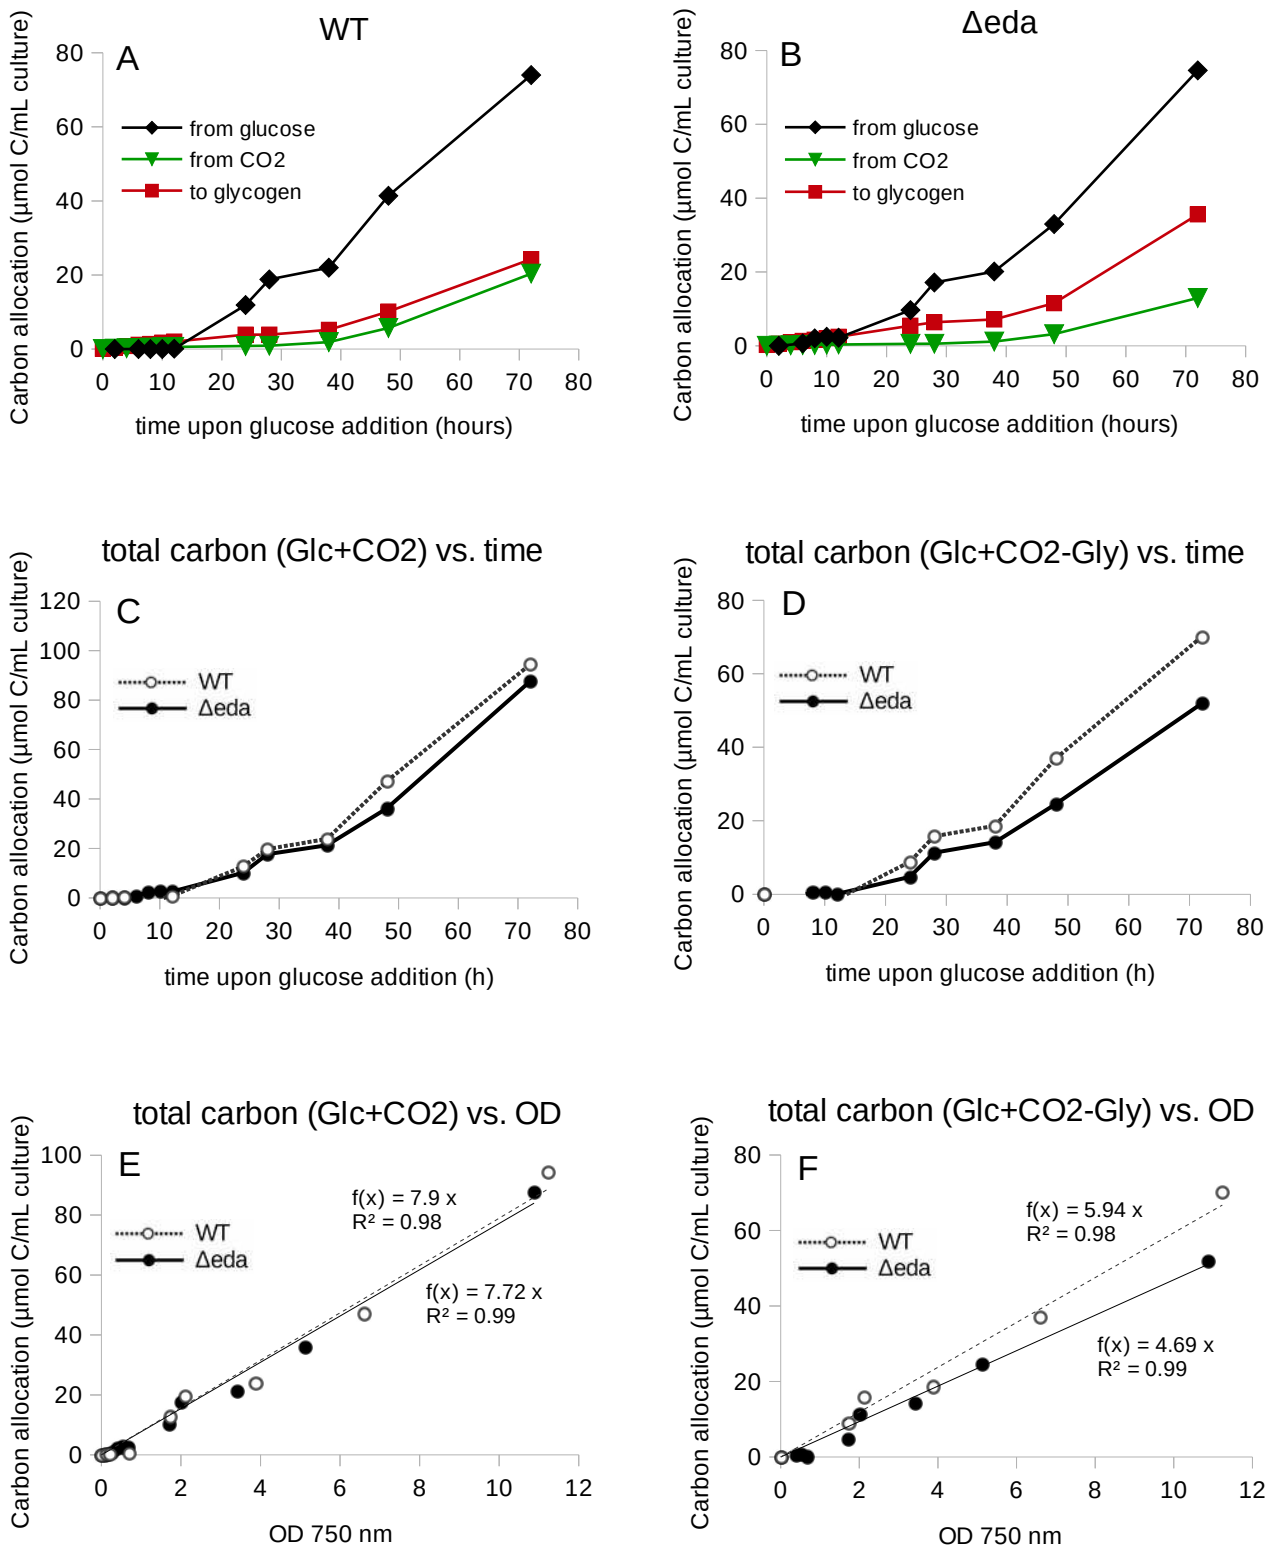 WT
A
80
60
40
20
0
from glucose
from CO2
to glycogen
0 10 20 30 40 50 60 70 80
time upon glucose addition (hours)
Carbon allocation (µmol C/mL culture)
Δeda
B
80
60
40
20
0
from glucose
from CO2
to glycogen
0 10 20 30 40 50 60 70 80
time upon glucose addition (hours)
Carbon allocation (µmol C/mL culture)
total carbon (Glc+CO2) vs. time
C
120
100
80
60
40
20
0
WT
Δeda
0 10 20 30 40 50 60 70 80
time upon glucose addition (h)
Carbon allocation (µmol C/mL culture)
total carbon (Glc+CO2-Gly) vs. time
D
80
60
40
20
0
WT
Δeda
0 10 20 30 40 50 60 70 80
time upon glucose addition (h)
Carbon allocation (µmol C/mL culture)
total carbon (Glc+CO2) vs. OD
E
100
80
60
40
20
0
WT
Δeda
f(x) = 7.9 x
R² = 0.98
f(x) = 7.72 x
R² = 0.99
0 2 4 6 8 10 12
OD 750 nm
Carbon allocation (µmol C/mL culture)
total carbon (Glc+CO2-Gly) vs. OD
F
80
60
40
20
0
WT
Δeda
f(x) = 5.94 x
R² = 0.98
f(x) = 4.69 x
R² = 0.99
0 2 4 6 8 10 12
OD 750 nm
Carbon allocation (µmol C/mL culture)